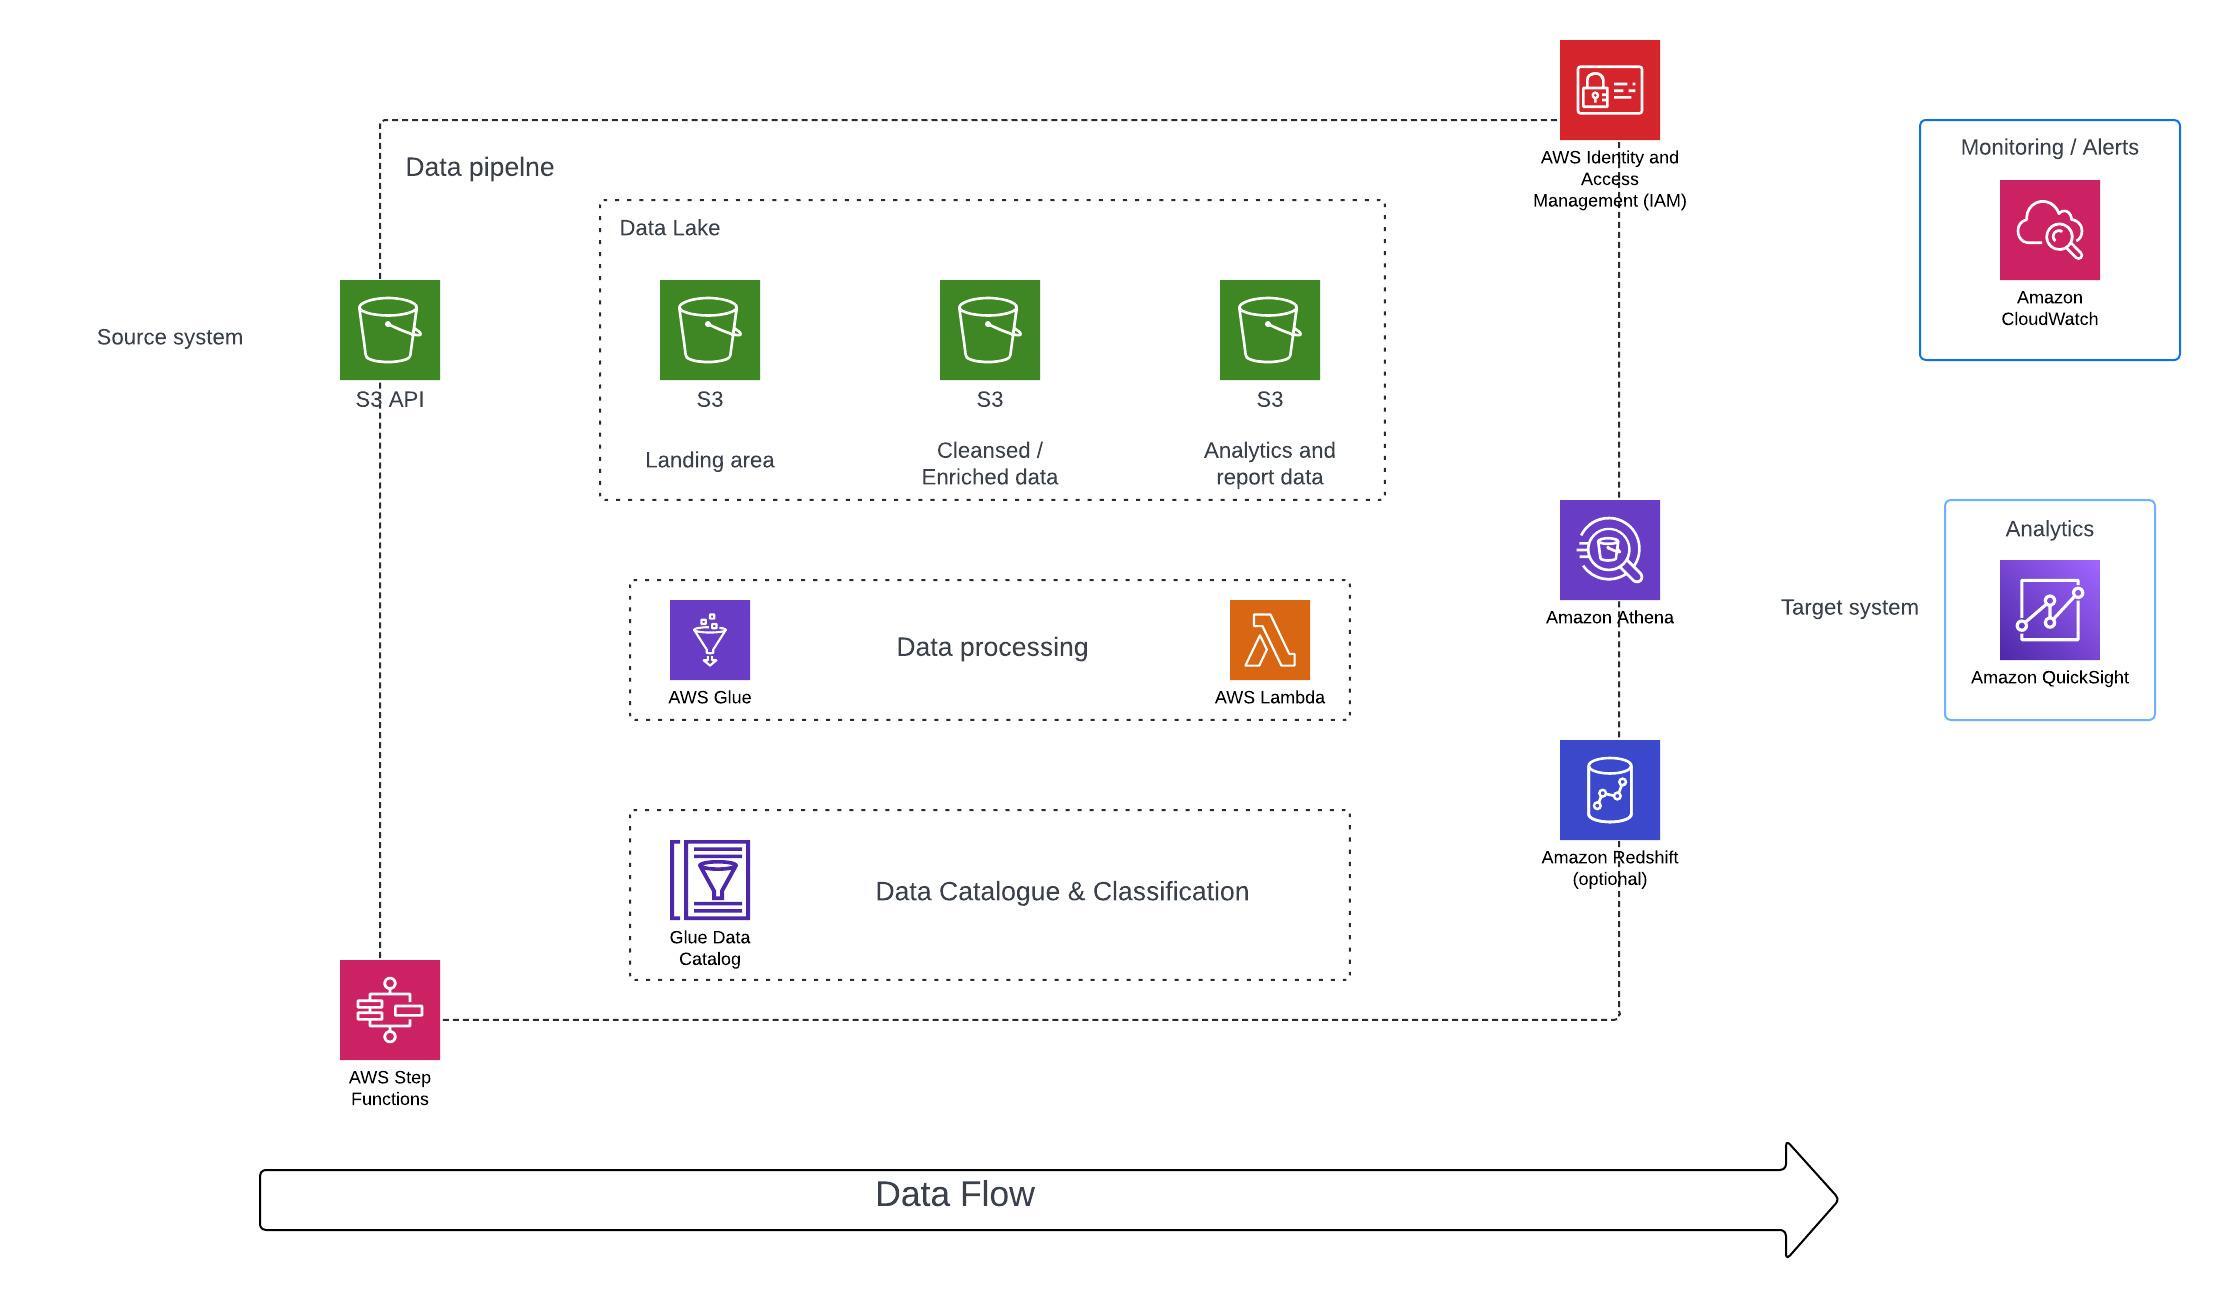 AWS Identity and
Access
Management (IAM)
Monitoring / Alerts
Amazon
CloudWatch
Data pipelne
Data Lake
Source system
S3 API
S3
S3
S3
Landing area
Cleansed /
Enriched data
Analytics and
report data
Amazon Athena
Target system
Analytics
Amazon QuickSight
AWS Glue
Data processing
AWS Lambda
Amazon Redshift
(optional)
Glue Data
Catalog
Data Catalogue & Classification
AWS Step
Functions
Data Flow